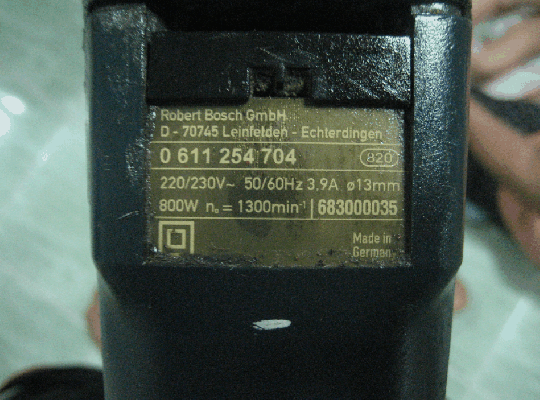 Robert Bosch GmbH
D - 70745 Leinfelden - Echterdingen
0 611 254 704 820
220/230V~ 50/60Hz 3,9A ø13mm
800W n₀ = 1300min⁻¹ 683000035
Made in
German